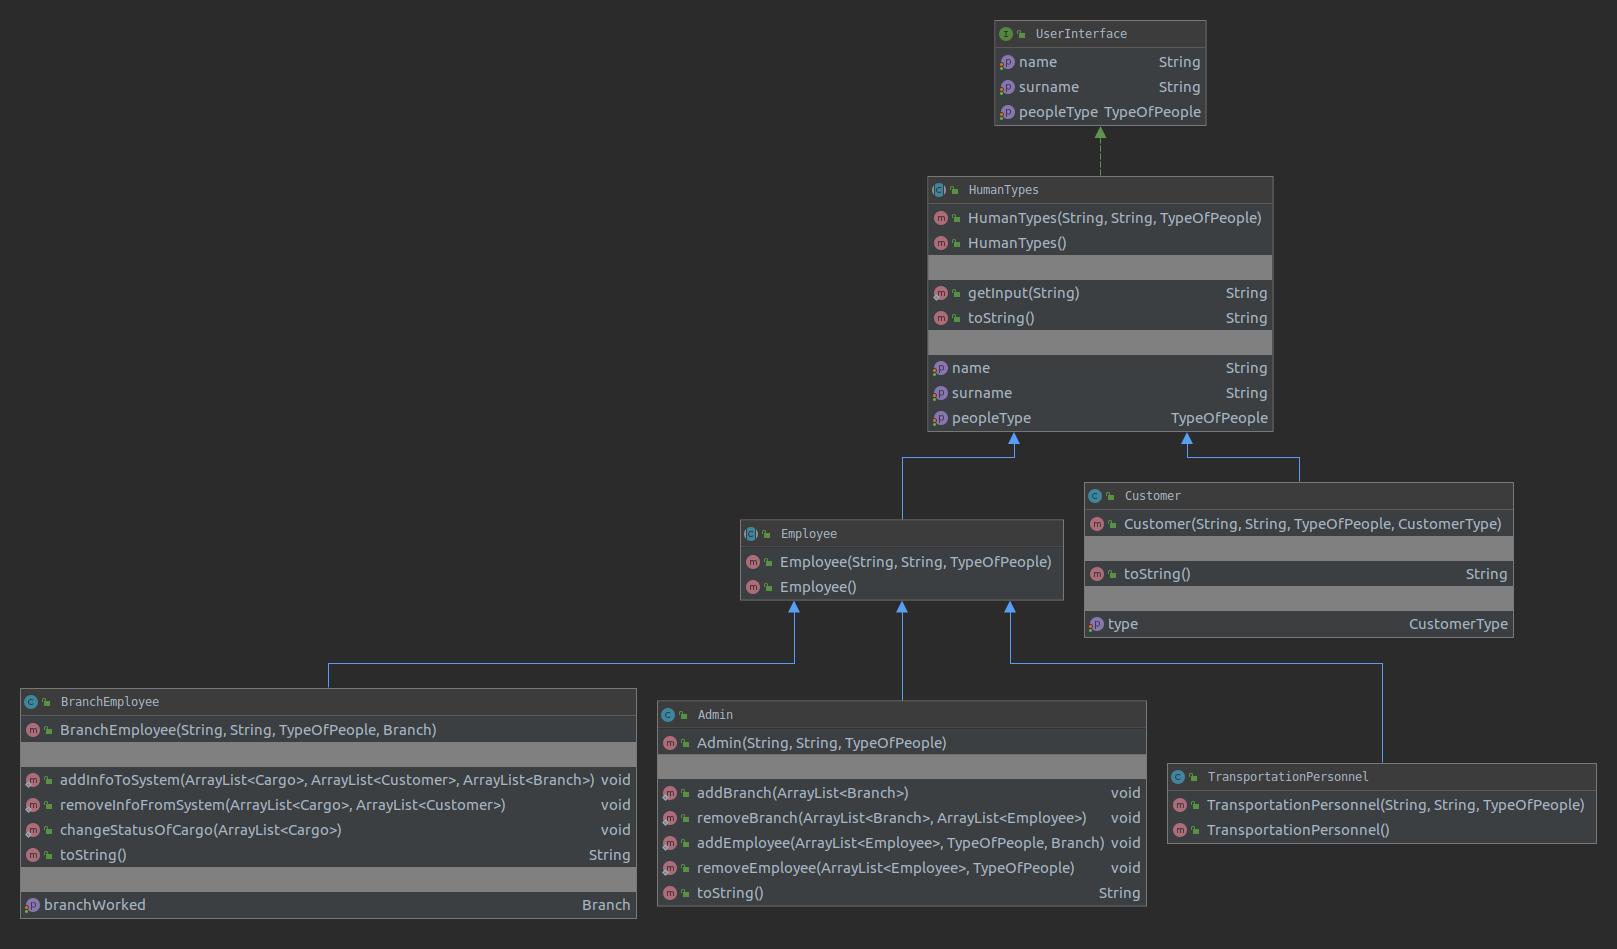 UserInterface
name String
surname String
peopleType TypeOfPeople
HumanTypes
HumanTypes(String, String, TypeOfPeople)
HumanTypes()
getInput(String) String
toString() String
name String
surname String
peopleType TypeOfPeople
Employee
Employee(String, String, TypeOfPeople)
Employee()
Customer
Customer(String, String, TypeOfPeople, CustomerType)
toString() String
type CustomerType
BranchEmployee
BranchEmployee(String, String, TypeOfPeople, Branch)
addInfoToSystem(ArrayList<Cargo>, ArrayList<Customer>, ArrayList<Branch>) void
removeInfoFromSystem(ArrayList<Cargo>, ArrayList<Customer>) void
changeStatusOfCargo(ArrayList<Cargo>) void
toString() String
branchWorked Branch
Admin
Admin(String, String, TypeOfPeople)
addBranch(ArrayList<Branch>) void
removeBranch(ArrayList<Branch>, ArrayList<Employee>) void
addEmployee(ArrayList<Employee>, TypeOfPeople, Branch) void
removeEmployee(ArrayList<Employee>, TypeOfPeople) void
toString() String
TransportationPersonnel
TransportationPersonnel(String, String, TypeOfPeople)
TransportationPersonnel()